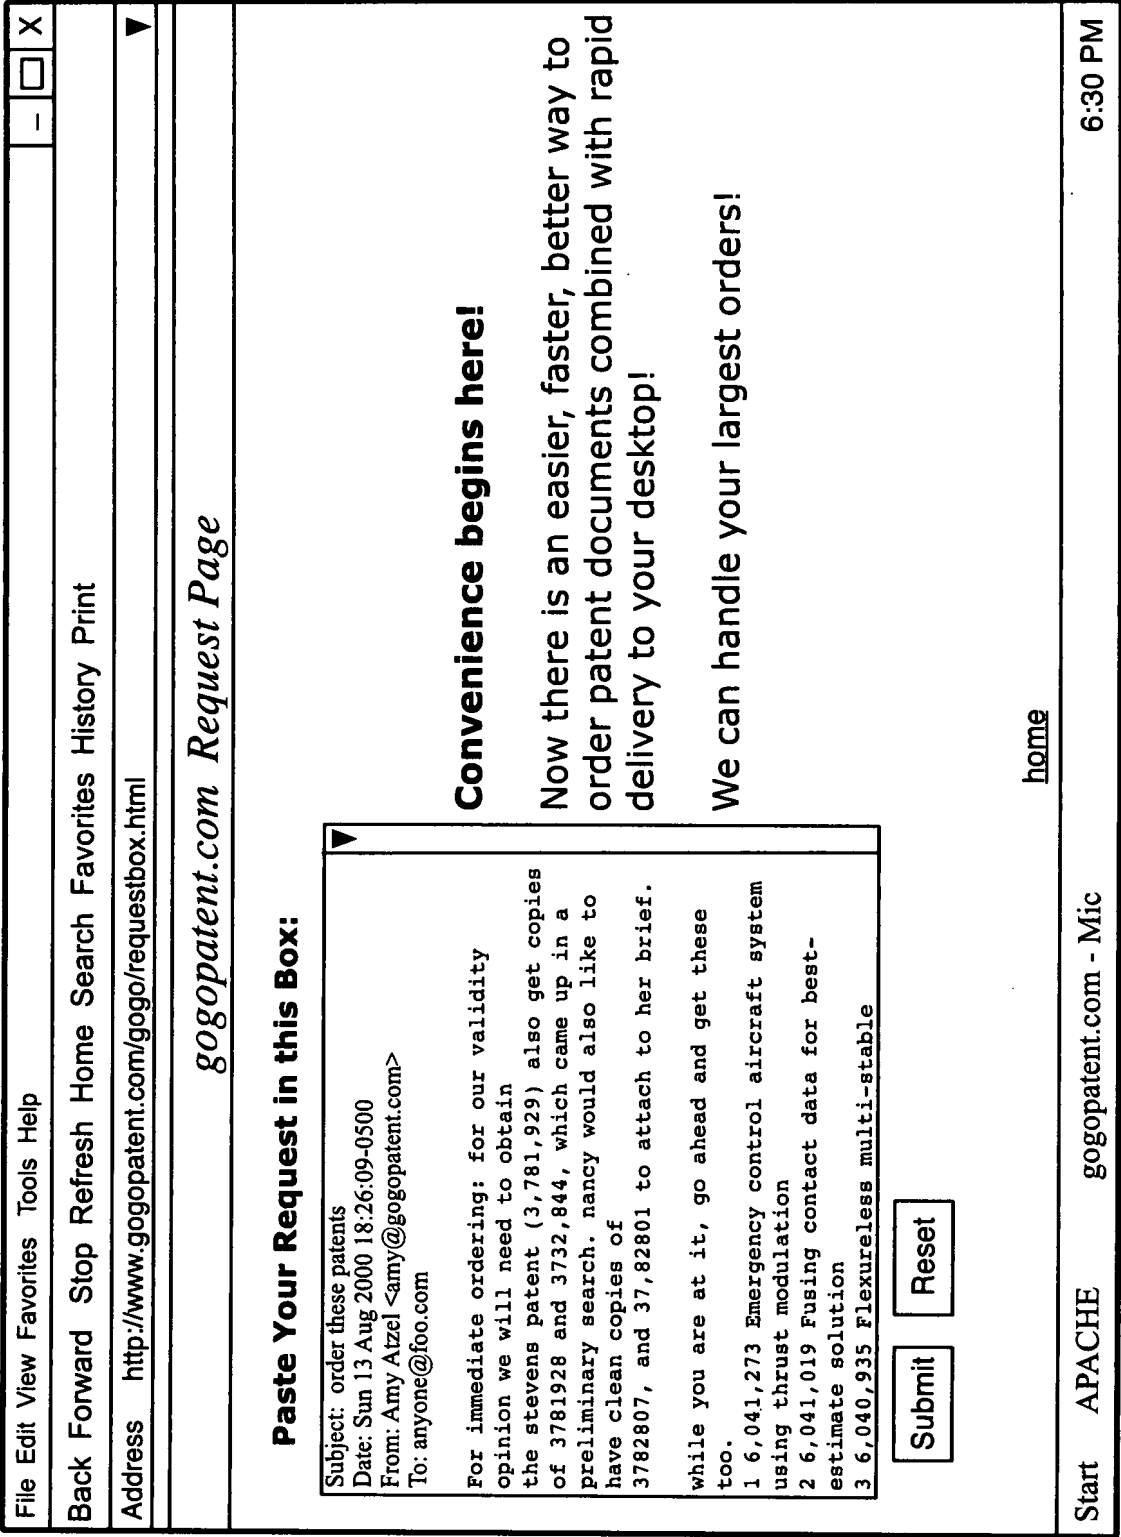 – □ X
File Edit View Favorites Tools Help
Back Forward Stop Refresh Home Search Favorites History Print
Address http://www.gogopatent.com/gogo/requestbox.html ▼
gogopatent.com Request Page
Paste Your Request in this Box:
Subject: order these patents
Date: Sun 13 Aug 2000 18:26:09-0500
From: Amy Atzel <amy@gogopatent.com>
To: anyone@foo.com
For immediate ordering: for our validity
opinion we will need to obtain
the stevens patent (3,781,929) also get copies
of 3781928 and 3732,844, which came up in a
preliminary search. nancy would also like to
have clean copies of
3782807, and 37,82801 to attach to her brief.
while you are at it, go ahead and get these
too.
1 6,041,273 Emergency control aircraft system
using thrust modulation
2 6,041,019 Fusing contact data for best-
estimate solution
3 6,040,935 Flexureless multi-stable
Submit Reset
Convenience begins here!
Now there is an easier, faster, better way to
order patent documents combined with rapid
delivery to your desktop!
We can handle your largest orders!
home
Start APACHE gogopatent.com - Mic 6:30 PM